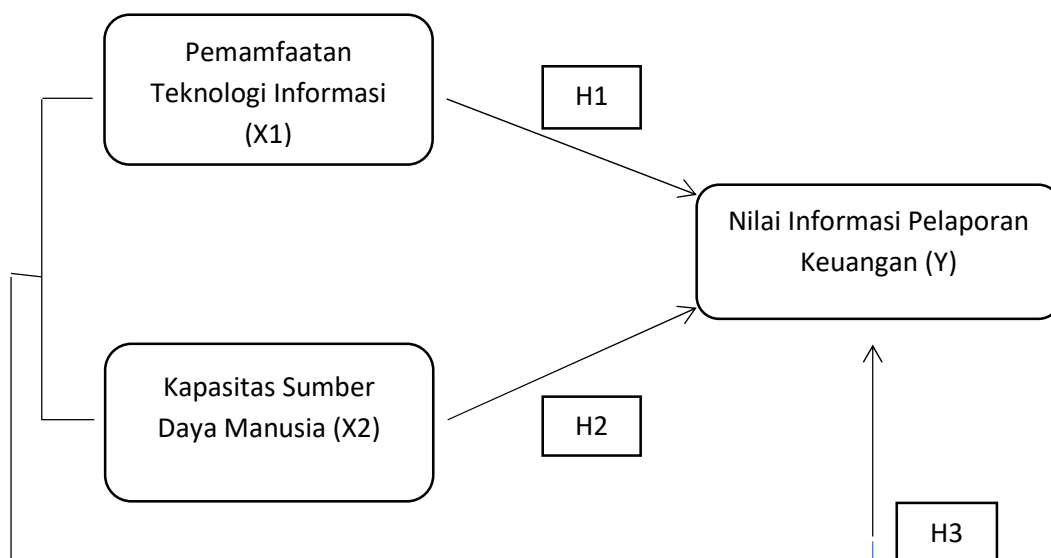 Pemamfaatan
Teknologi Informasi
(X1)
H1
Nilai Informasi Pelaporan
Keuangan (Y)
Kapasitas Sumber
Daya Manusia (X2)
H2
H3